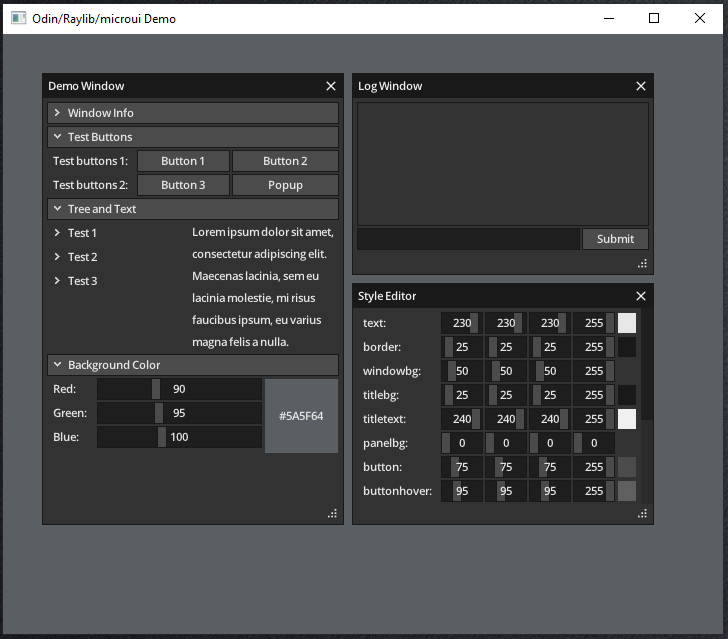 Odin/Raylib/microui Demo
Demo Window
Window Info
Test Buttons
Test buttons 1: Button 1 Button 2
Test buttons 2: Button 3 Popup
Tree and Text
Test 1
Test 2
Test 3
Lorem ipsum dolor sit amet,
consectetur adipiscing elit.
Maecenas lacinia, sem eu
lacinia molestie, mi risus
faucibus ipsum, eu varius
magna felis a nulla.
Background Color
Red: 90
Green: 95
Blue: 100
#5A5F64
Log Window
Submit
Style Editor
text: 230 230 230 255
border: 25 25 25 255
windowbg: 50 50 50 255
titlebg: 25 25 25 255
titletext: 240 240 240 255
panelbg: 0 0 0 0
button: 75 75 75 255
buttonhover: 95 95 95 255